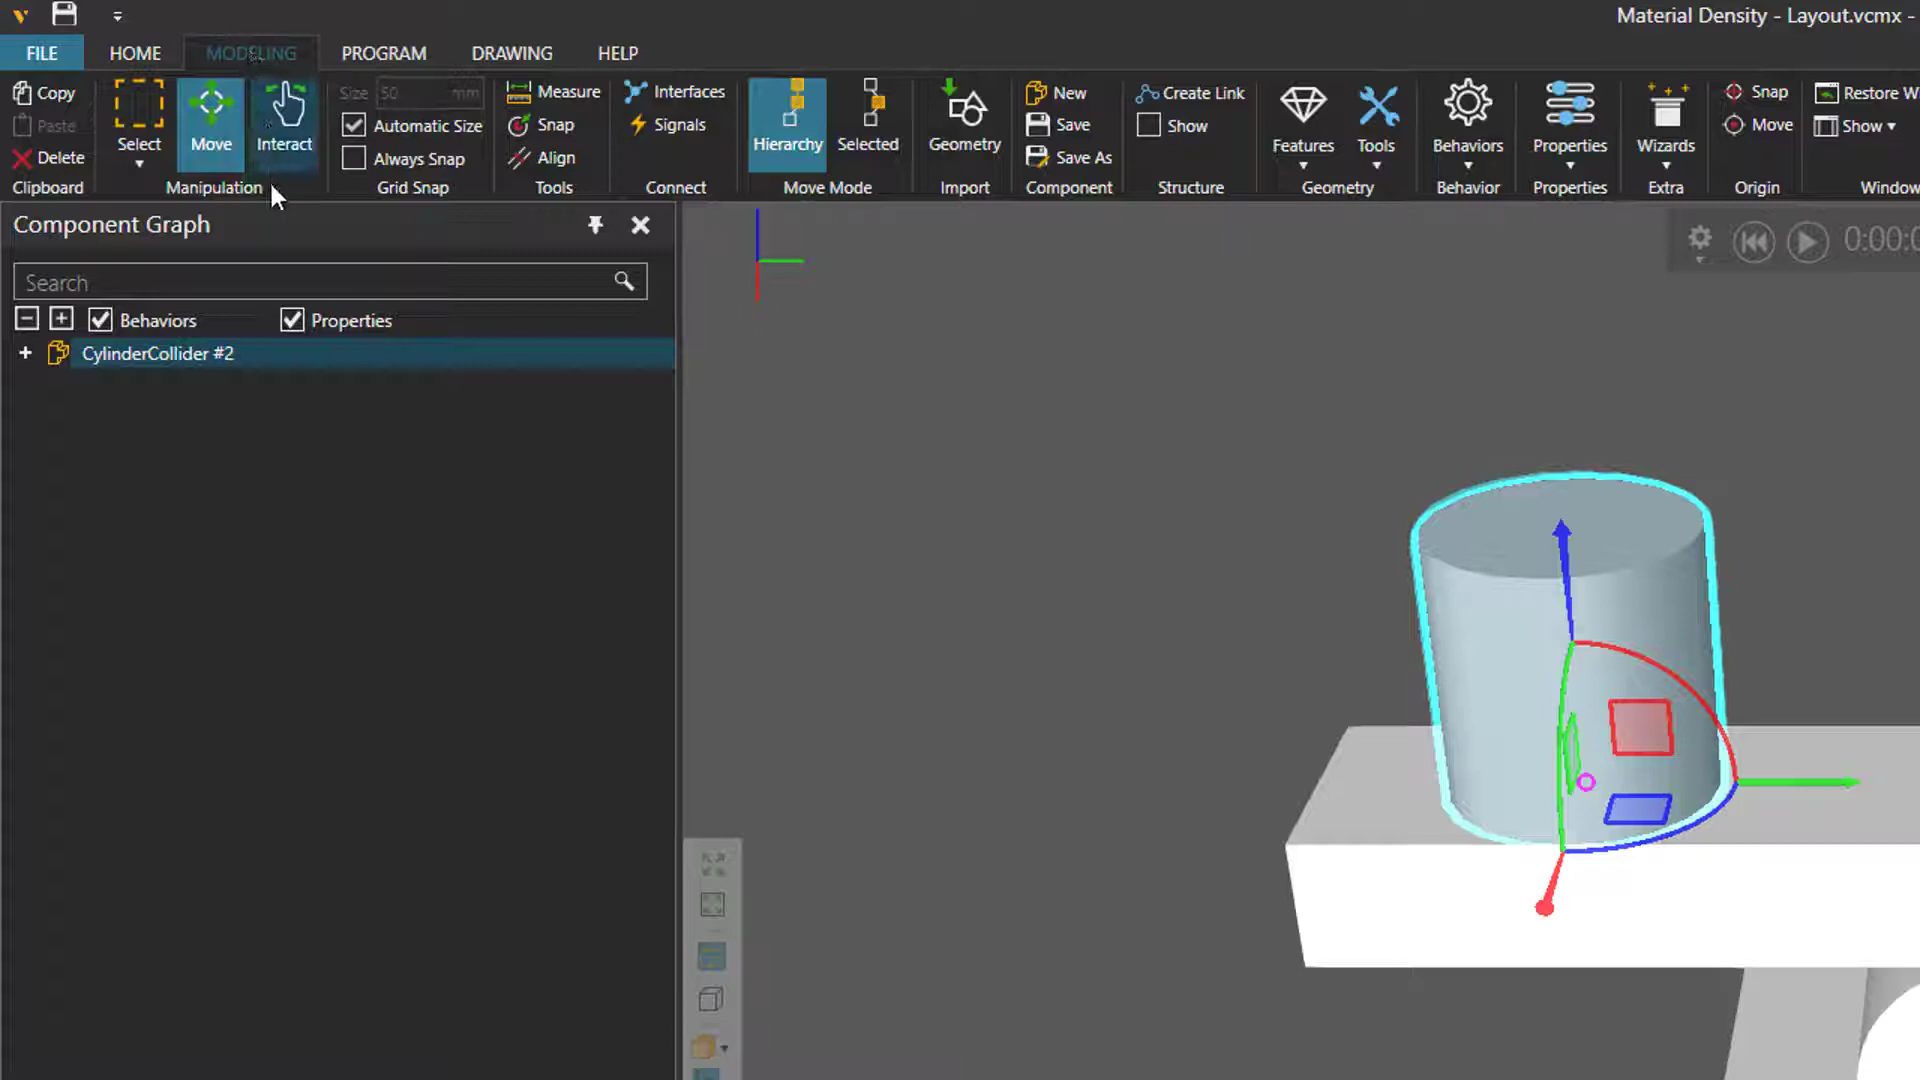 Material Density - Layout.vcmx -
FILE HOME MODELING PROGRAM DRAWING HELP
Copy
Paste
Delete
Clipboard
Select
Move
Interact
Manipulation
Size 50 mm
Automatic Size
Always Snap
Grid Snap
Measure
Snap
Align
Tools
Interfaces
Signals
Connect
Hierarchy
Selected
Move Mode
Geometry
Import
New
Save
Save As
Component
Create Link
Show
Structure
Features
Tools
Geometry
Behaviors
Behavior
Properties
Properties
Wizards
Extra
Snap
Move
Origin
Restore W
Show
Window
Component Graph
Search
Behaviors Properties
CylinderCollider #2
0:00:0